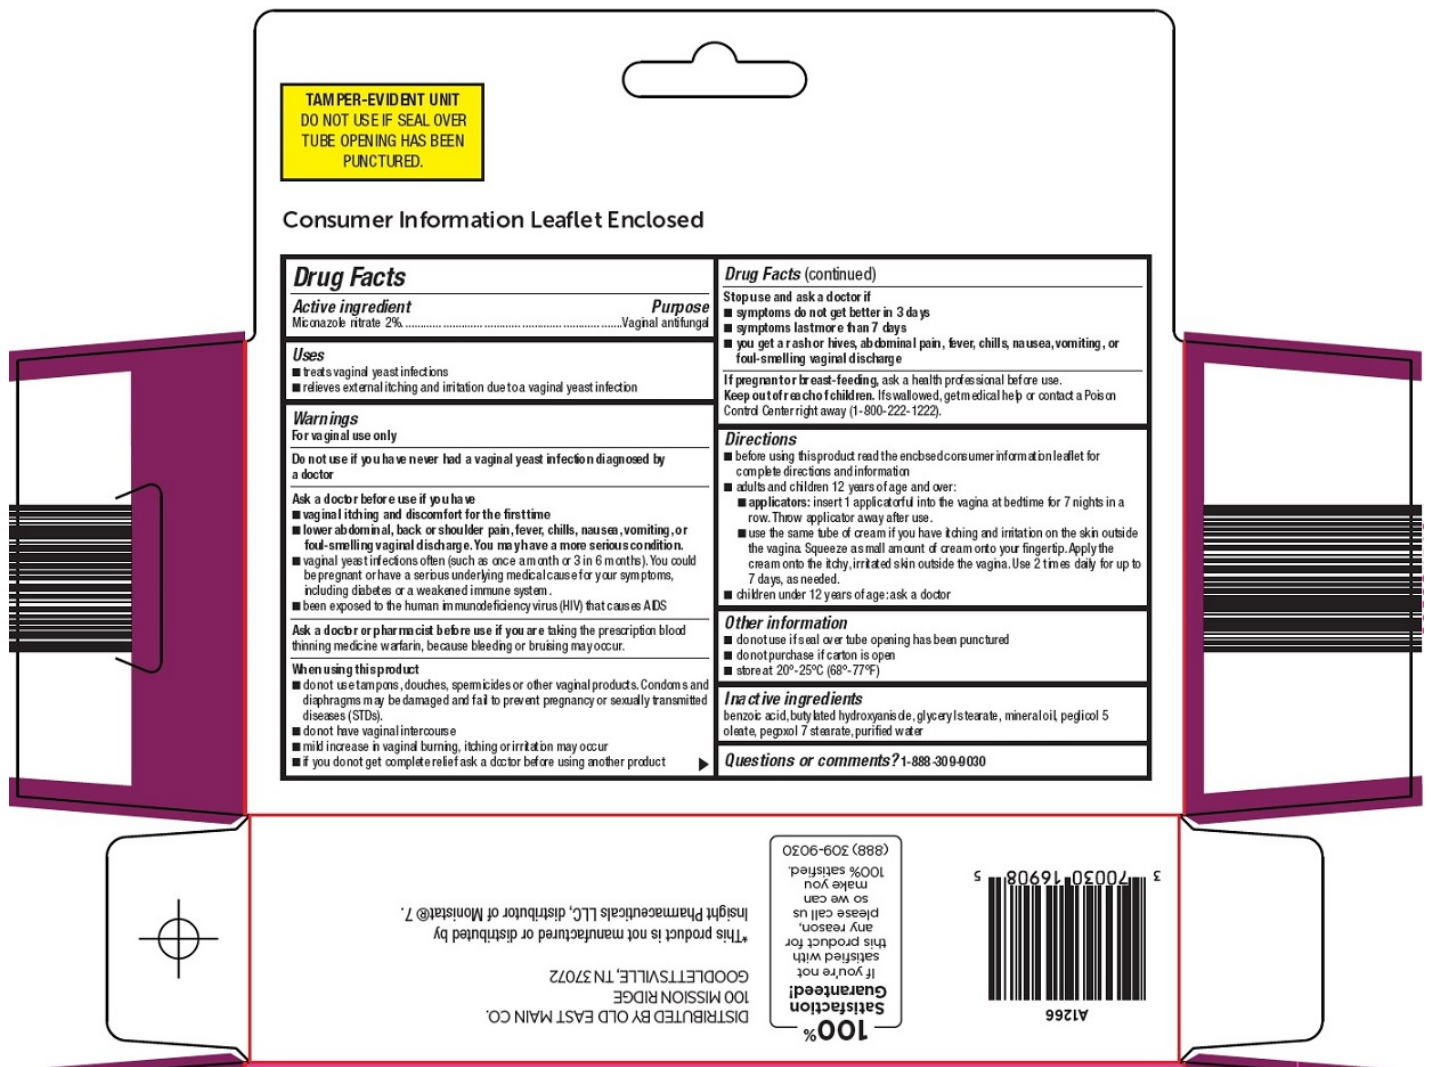 TAMPER-EVIDENT UNIT
DO NOT USE IF SEAL OVER
TUBE OPENING HAS BEEN
PUNCTURED.
Consumer Information Leaflet Enclosed
Drug Facts
Active ingredient Purpose
Miconazole nitrate 2%..........Vaginal antifungal
Uses
■ treats vaginal yeast infections
■ relieves external itching and irritation due to a vaginal yeast infection
Warnings
For vaginal use only
Do not use if you have never had a vaginal yeast infection diagnosed by
a doctor
Ask a doctor before use if you have
■ vaginal itching and discomfort for the first time
■ lower abdominal, back or shoulder pain, fever, chills, nausea, vomiting, or
foul-smelling vaginal discharge. You may have a more serious condition.
■ vaginal yeast infections often (such as once a month or 3 in 6 months). You could
be pregnant or have a serious underlying medical cause for your symptoms,
including diabetes or a weakened immune system.
■ been exposed to the human immunodeficiency virus (HIV) that causes AIDS
Ask a doctor or pharmacist before use if you are taking the prescription blood
thinning medicine warfarin, because bleeding or bruising may occur.
When using this product
■ do not use tampons, douches, spermicides or other vaginal products. Condoms and
diaphragms may be damaged and fail to prevent pregnancy or sexually transmitted
diseases (STDs).
■ do not have vaginal intercourse
■ mild increase in vaginal burning, itching or irritation may occur
■ if you do not get complete relief ask a doctor before using another product
Drug Facts (continued)
Stop use and ask a doctor if
■ symptoms do not get better in 3 days
■ symptoms last more than 7 days
■ you get a rash or hives, abdominal pain, fever, chills, nausea, vomiting, or
foul-smelling vaginal discharge
If pregnant or breast-feeding, ask a health professional before use.
Keep out of reach of children. If swallowed, get medical help or contact a Poison
Control Center right away (1-800-222-1222).
Directions
■ before using this product read the enclosed consumer information leaflet for
complete directions and information
■ adults and children 12 years of age and over:
■ applicators: insert 1 applicatorful into the vagina at bedtime for 7 nights in a
row. Throw applicator away after use.
■ use the same tube of cream if you have itching and irritation on the skin outside
the vagina. Squeeze a small amount of cream onto your fingertip. Apply the
cream onto the itchy, irritated skin outside the vagina. Use 2 times daily for up to
7 days, as needed.
■ children under 12 years of age: ask a doctor
Other information
■ do not use if seal over tube opening has been punctured
■ do not purchase if carton is open
■ store at 20°-25°C (68°-77°F)
Inactive ingredients
benzoic acid, butylated hydroxyanisole, glyceryl stearate, mineral oil, peglicol 5
oleate, pegoxol 7 stearate, purified water
Questions or comments? 1-888-309-9030
A1266
3 70030 16908 5
100%
Satisfaction
Guaranteed!
If you're not
satisfied with
this product for
any reason,
please call us
so we can
make you
100% satisfied.
(888) 309-9030
DISTRIBUTED BY OLD EAST MAIN CO.
100 MISSION RIDGE
GOODLETTSVILLE, TN 37072
*This product is not manufactured or distributed by
Insight Pharmaceuticals LLC, distributor of Monistat® 7.